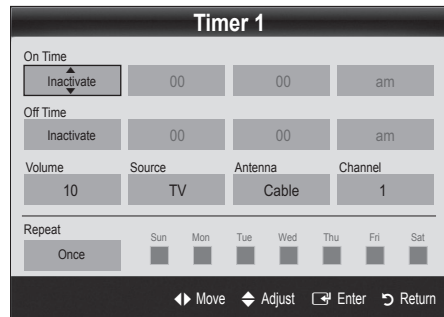 Timer 1
On Time
Inactivate 00 00 am
Off Time
Inactivate 00 00 am
Volume Source Antenna Channel
10 TV Cable 1
Repeat Sun Mon Tue Wed Thu Fri Sat
Once
Move Adjust Enter Return